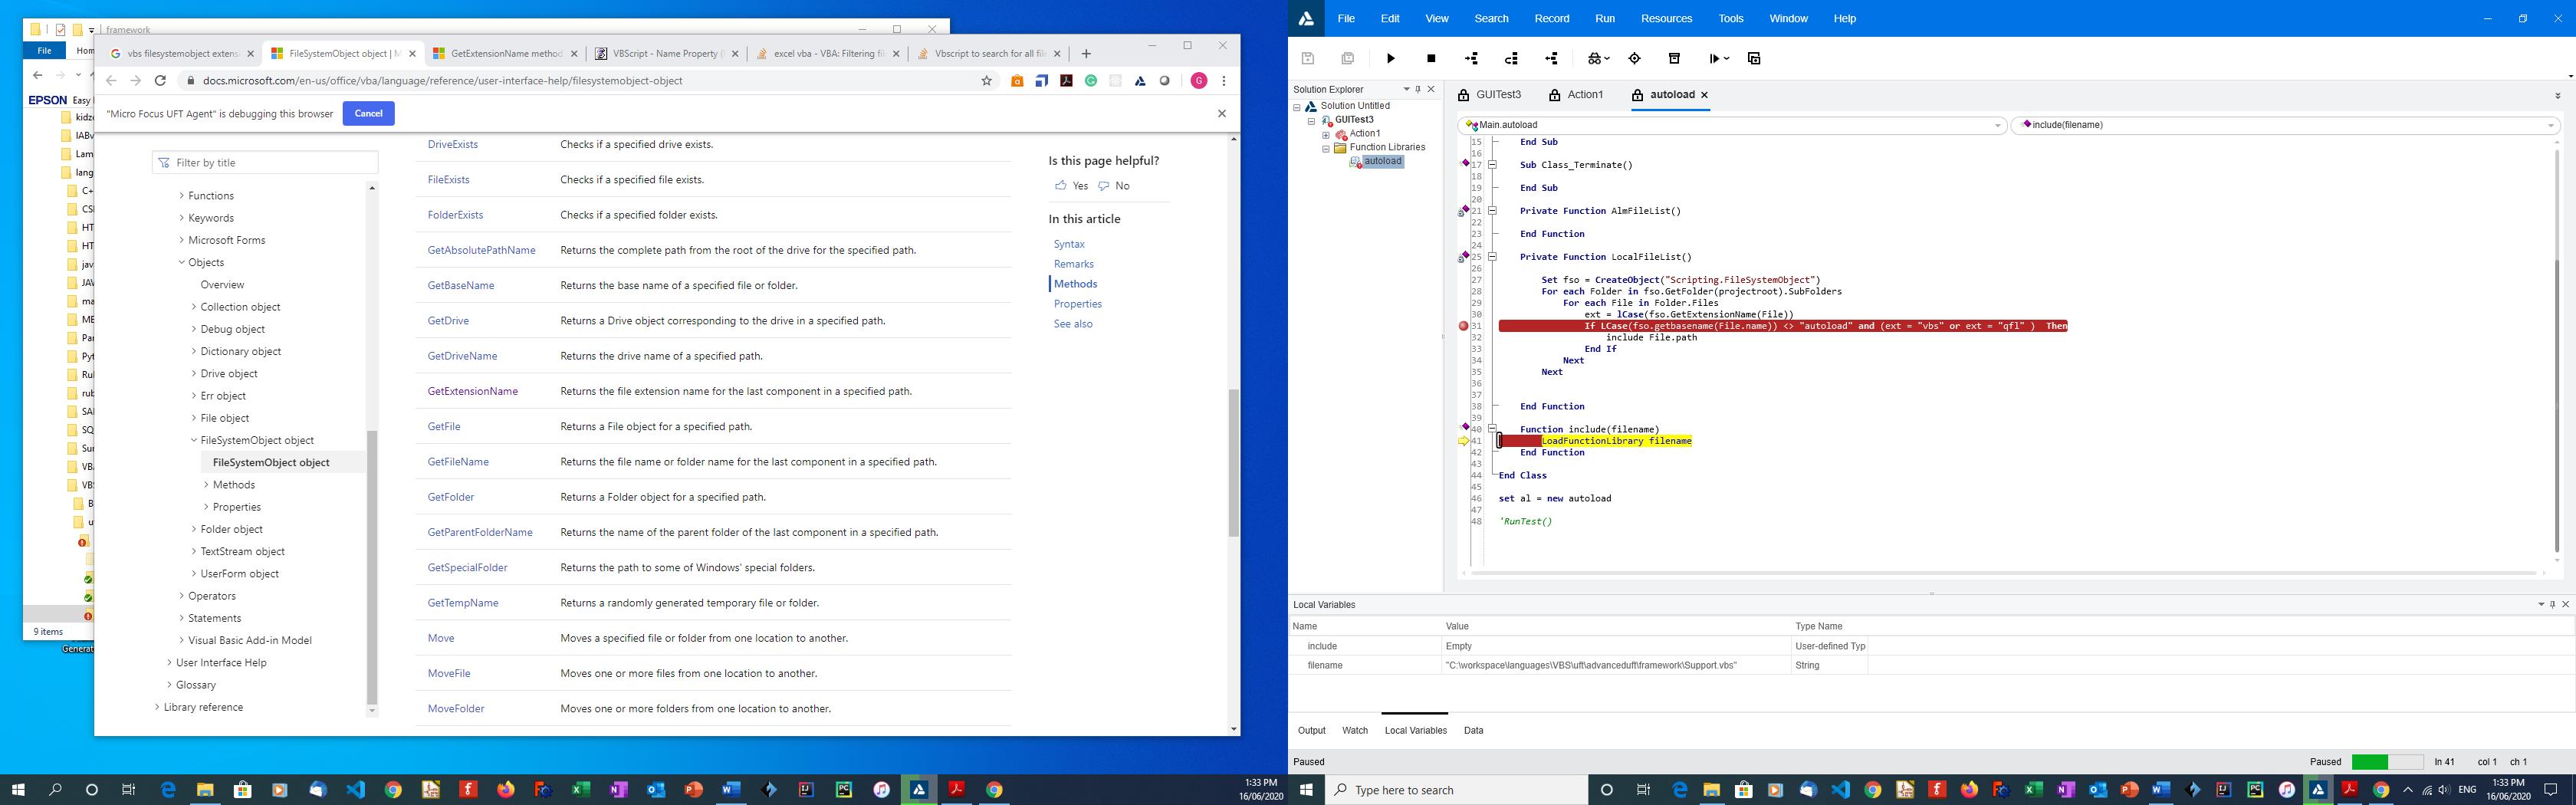 framework
File
Hom
EPSON Easy
kidz
IABv
Lam
lang
C+
CSI
HT
HT
jav
JAV
ma
ME
Par
Pyt
Rul
rub
SAI
SQ
Sur
VB
VBS
B
u
9 items
Generat
vbs filesystemobject extens
FileSystemObject object | M
GetExtensionName method
VBScript - Name Property (
excel vba - VBA: Filtering fil
Vbscript to search for all file
docs.microsoft.com/en-us/office/vba/language/reference/user-interface-help/filesystemobject-object
G
"Micro Focus UFT Agent" is debugging this browser
Cancel
Filter by title
Functions
Keywords
Microsoft Forms
Objects
Overview
Collection object
Debug object
Dictionary object
Drive object
Err object
File object
FileSystemObject object
FileSystemObject object
Methods
Properties
Folder object
TextStream object
UserForm object
Operators
Statements
Visual Basic Add-in Model
User Interface Help
Glossary
Library reference
DriveExists Checks if a specified drive exists.
FileExists Checks if a specified file exists.
FolderExists Checks if a specified folder exists.
GetAbsolutePathName Returns the complete path from the root of the drive for the specified path.
GetBaseName Returns the base name of a specified file or folder.
GetDrive Returns a Drive object corresponding to the drive in a specified path.
GetDriveName Returns the drive name of a specified path.
GetExtensionName Returns the file extension name for the last component in a specified path.
GetFile Returns a File object for a specified path.
GetFileName Returns the file name or folder name for the last component in a specified path.
GetFolder Returns a Folder object for a specified path.
GetParentFolderName Returns the name of the parent folder of the last component in a specified path.
GetSpecialFolder Returns the path to some of Windows' special folders.
GetTempName Returns a randomly generated temporary file or folder.
Move Moves a specified file or folder from one location to another.
MoveFile Moves one or more files from one location to another.
MoveFolder Moves one or more folders from one location to another.
Is this page helpful?
Yes No
In this article
Syntax
Remarks
Methods
Properties
See also
1:33 PM
16/06/2020
File Edit View Search Record Run Resources Tools Window Help
Solution Explorer
Solution Untitled
GUITest3
Action1
Function Libraries
autoload
GUITest3 Action1 autoload
Main.autoload
include(filename)
15 End Sub
16
17 Sub Class_Terminate()
18
19 End Sub
20
21 Private Function AlmFileList()
22
23 End Function
24
25 Private Function LocalFileList()
26
27 Set fso = CreateObject("Scripting.FileSystemObject")
28 For each Folder in fso.GetFolder(projectroot).SubFolders
29 For each File in Folder.Files
30 ext = lCase(fso.GetExtensionName(File))
31 If LCase(fso.getbasename(File.name)) <> "autoload" and (ext = "vbs" or ext = "qfl" ) Then
32 include File.path
33 End If
34 Next
35 Next
36
37
38 End Function
39
40 Function include(filename)
41 LoadFunctionLibrary filename
42 End Function
43
44 End Class
45
46 set al = new autoload
47
48 'RunTest()
Local Variables
Name Value Type Name
include Empty User-defined Typ
filename "C:\workspace\languages\VBS\uft\advanceduft\framework\Support.vbs" String
Output Watch Local Variables Data
Paused
Paused ln 41 col 1 ch 1
Type here to search
ENG
1:33 PM
16/06/2020